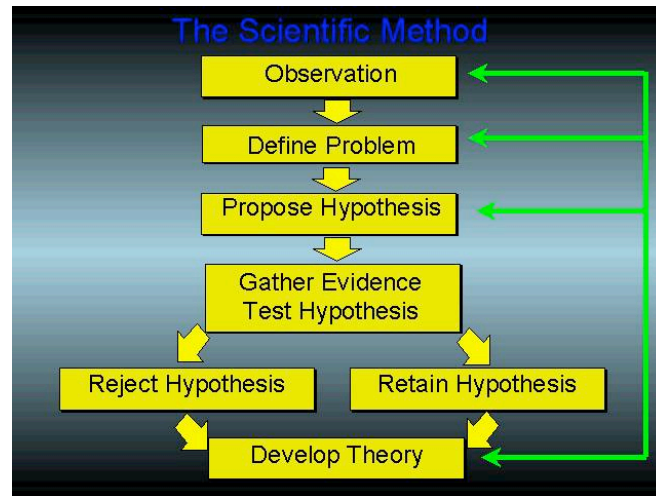 The Scientific Method
Observation
Define Problem
Propose Hypothesis
Gather Evidence
Test Hypothesis
Reject Hypothesis
Retain Hypothesis
Develop Theory